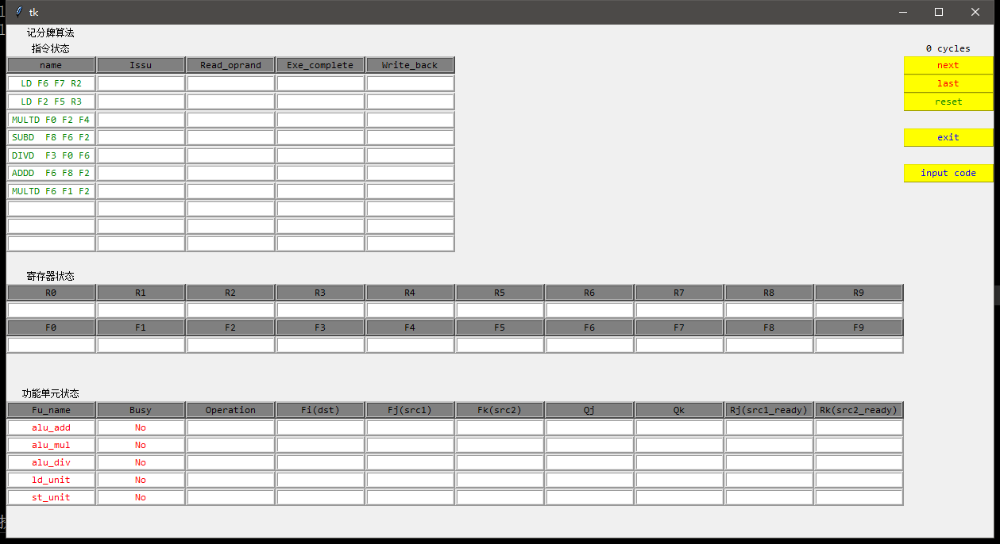 tk
记分牌算法
指令状态 0 cycles
name Issu Read_oprand Exe_complete Write_back next
LD F6 F7 R2 last
LD F2 F5 R3 reset
MULTD F0 F2 F4
SUBD F8 F6 F2 exit
DIVD F3 F0 F6
ADDD F6 F8 F2 input code
MULTD F6 F1 F2
寄存器状态
R0 R1 R2 R3 R4 R5 R6 R7 R8 R9
F0 F1 F2 F3 F4 F5 F6 F7 F8 F9
功能单元状态
Fu_name Busy Operation Fi(dst) Fj(src1) Fk(src2) Qj Qk Rj(src1_ready) Rk(src2_ready)
alu_add No
alu_mul No
alu_div No
ld_unit No
st_unit No